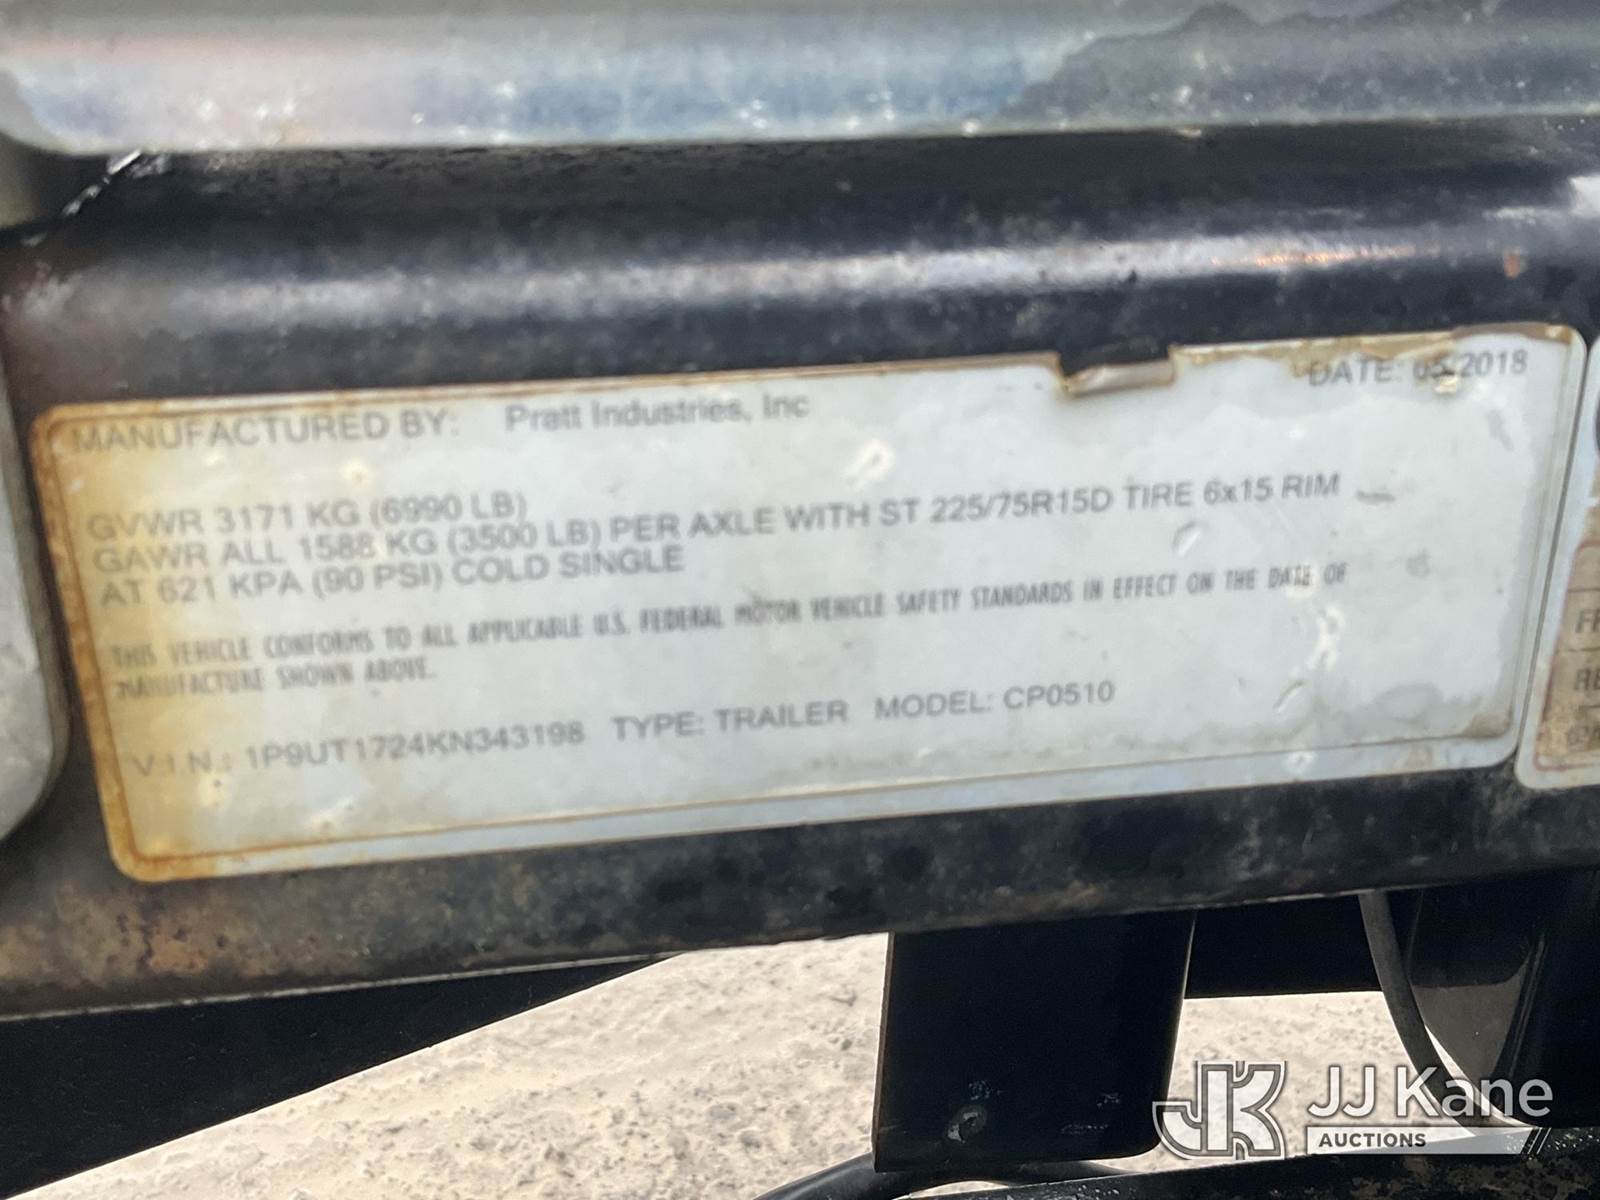 MANUFACTURED BY: Pratt Industries, Inc DATE: 05/2018
GVWR 3171 KG (6990 LB)
GAWR ALL 1588 KG (3500 LB) PER AXLE WITH ST 225/75R15D TIRE 6x15 RIM
AT 621 KPA (90 PSI) COLD SINGLE
THIS VEHICLE CONFORMS TO ALL APPLICABLE U.S. FEDERAL MOTOR VEHICLE SAFETY STANDARDS IN EFFECT ON THE DATE OF
MANUFACTURE SHOWN ABOVE.
V.I.N.: 1P9UT1724KN343198 TYPE: TRAILER MODEL: CP0510
JK JJ Kane
AUCTIONS